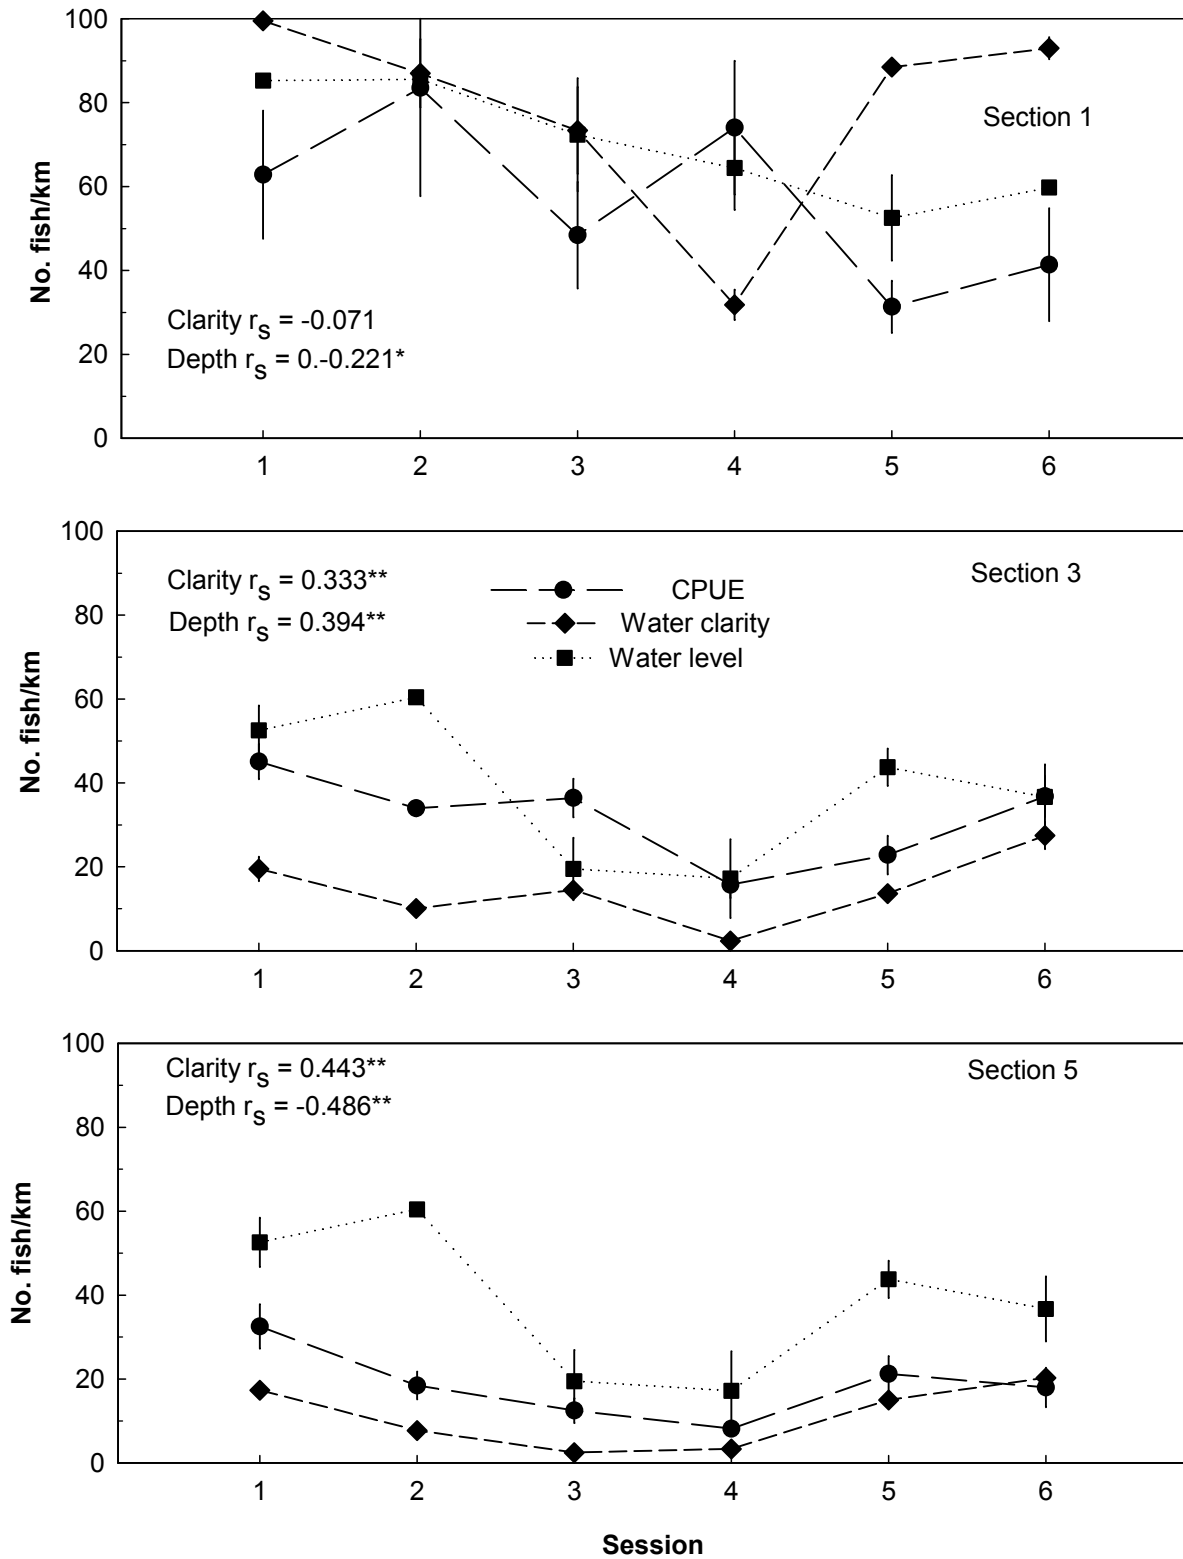 100
80
60
40
20
0
No. fish/km
Section 1
Clarity rs = -0.071
Depth rs = 0.-0.221*
1 2 3 4 5 6
100
80
60
40
20
0
No. fish/km
Clarity rs = 0.333**
Depth rs = 0.394**
CPUE
Water clarity
Water level
Section 3
1 2 3 4 5 6
100
80
60
40
20
0
No. fish/km
Clarity rs = 0.443**
Depth rs = -0.486**
Section 5
1 2 3 4 5 6
Session